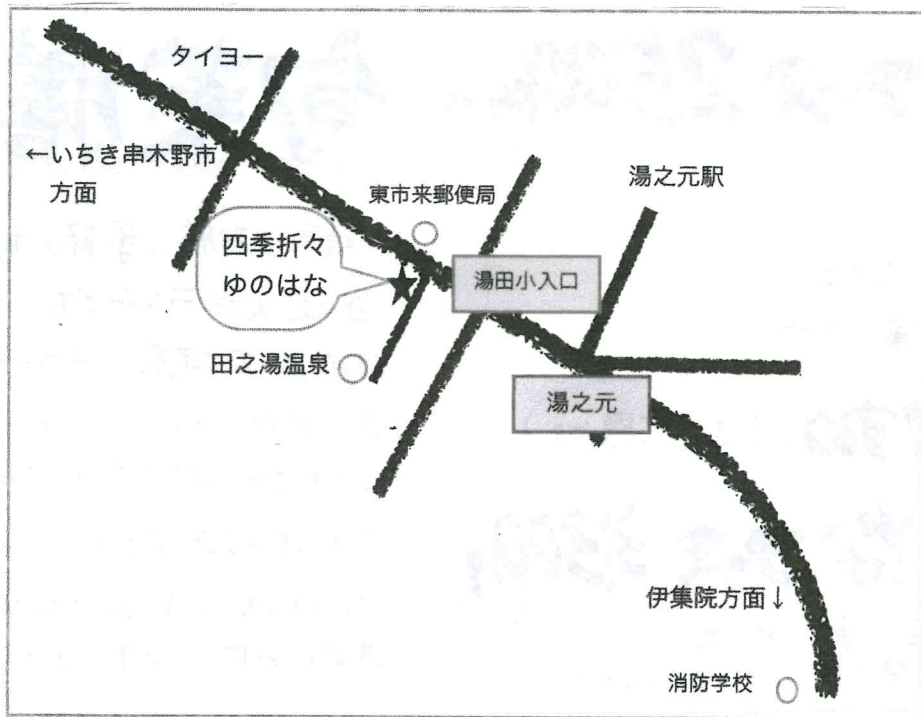 タイヨー
←いちき串木野市
方面
東市来郵便局
湯之元駅
四季折々
ゆのはな
湯田小入口
田之湯温泉
湯之元
伊集院方面↓
消防学校